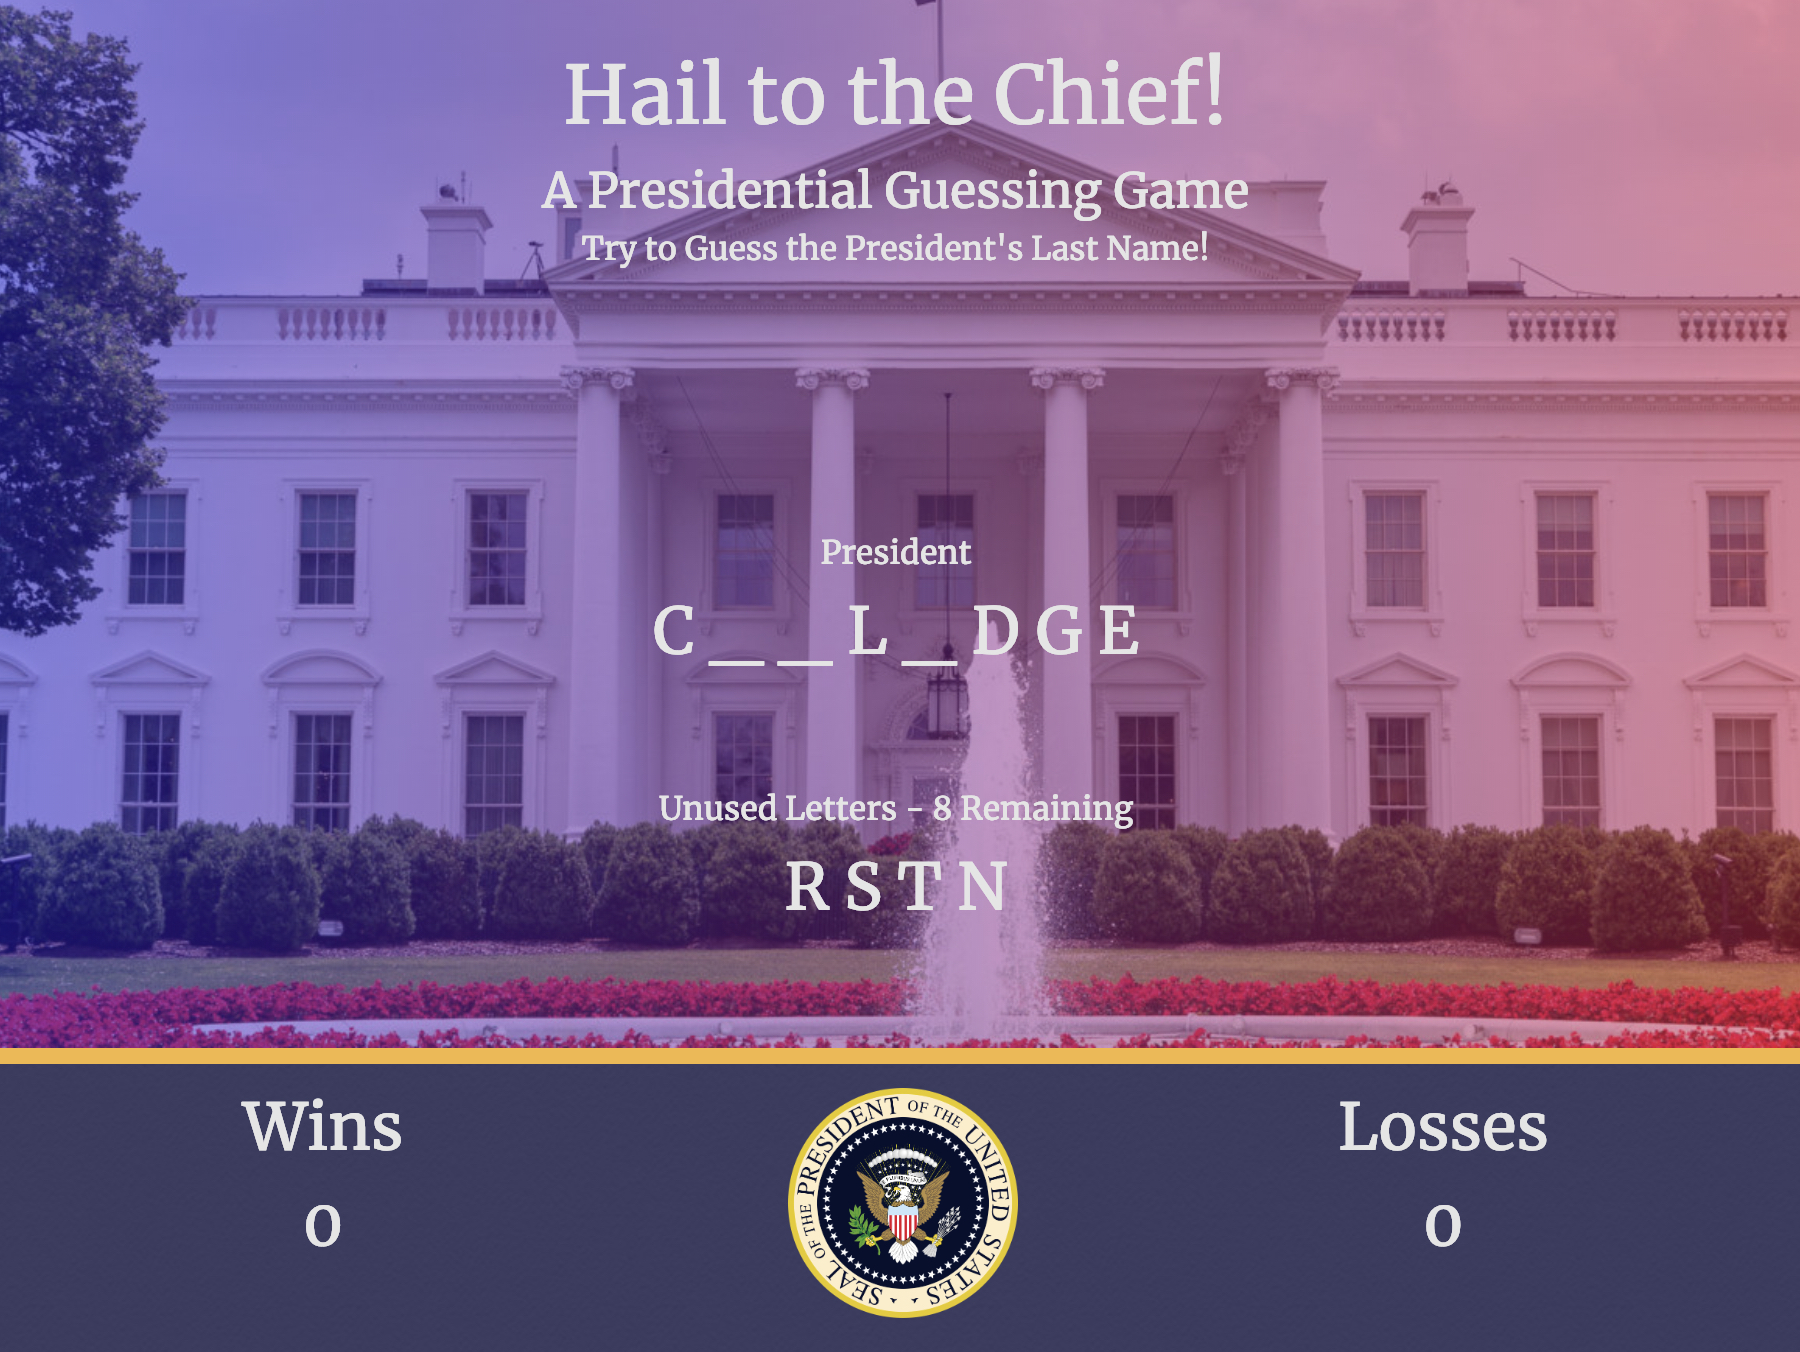 Hail to the Chief!
A Presidential Guessing Game
Try to Guess the President's Last Name!
President
C _ _ L _ D G E
Unused Letters - 8 Remaining
R S T N
Wins
0
Losses
0
SEAL OF THE PRESIDENT OF THE UNITED STATES